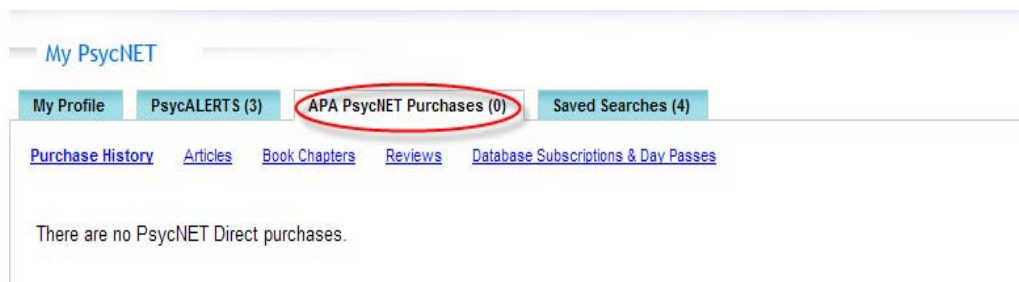 My PsycNET
My Profile PsycALERTS (3) APA PsycNET Purchases (0) Saved Searches (4)
Purchase History Articles Book Chapters Reviews Database Subscriptions & Day Passes
There are no PsycNET Direct purchases.